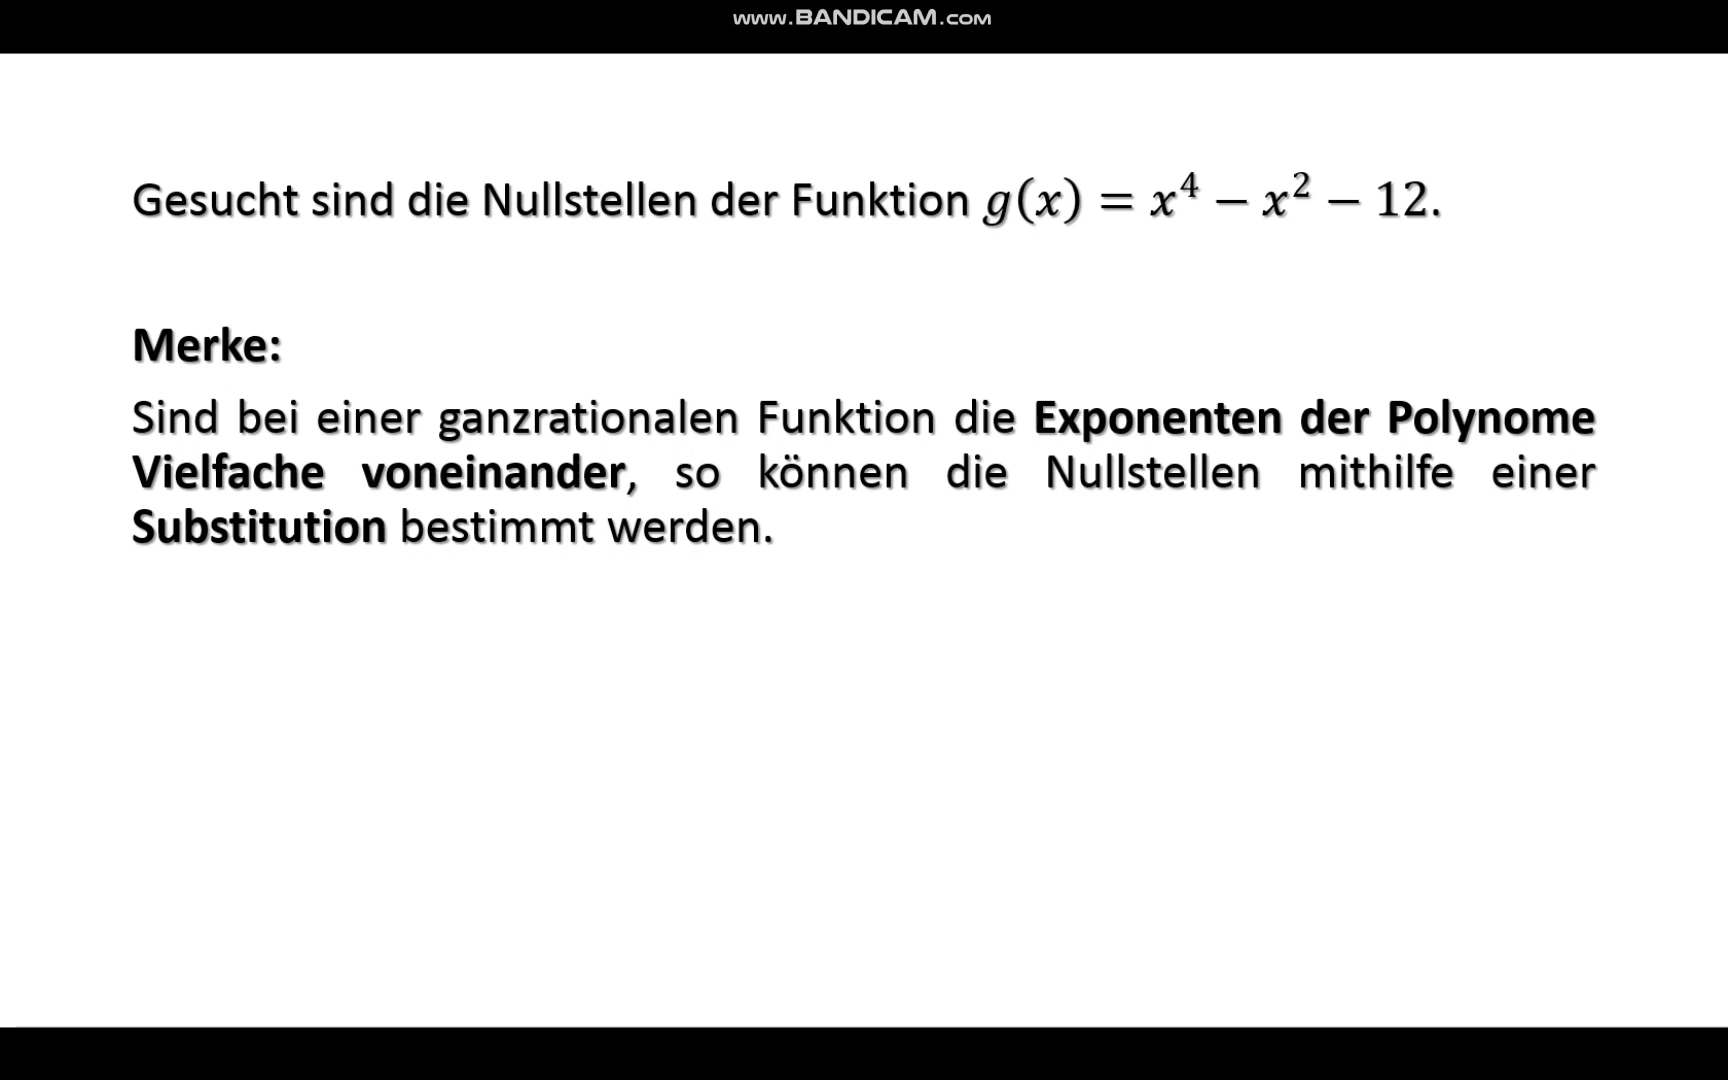 www.BANDICAM.com
Gesucht sind die Nullstellen der Funktion g(x) = x⁴ − x² − 12.
Merke:
Sind bei einer ganzrationalen Funktion die Exponenten der Polynome
Vielfache voneinander, so können die Nullstellen mithilfe einer
Substitution bestimmt werden.